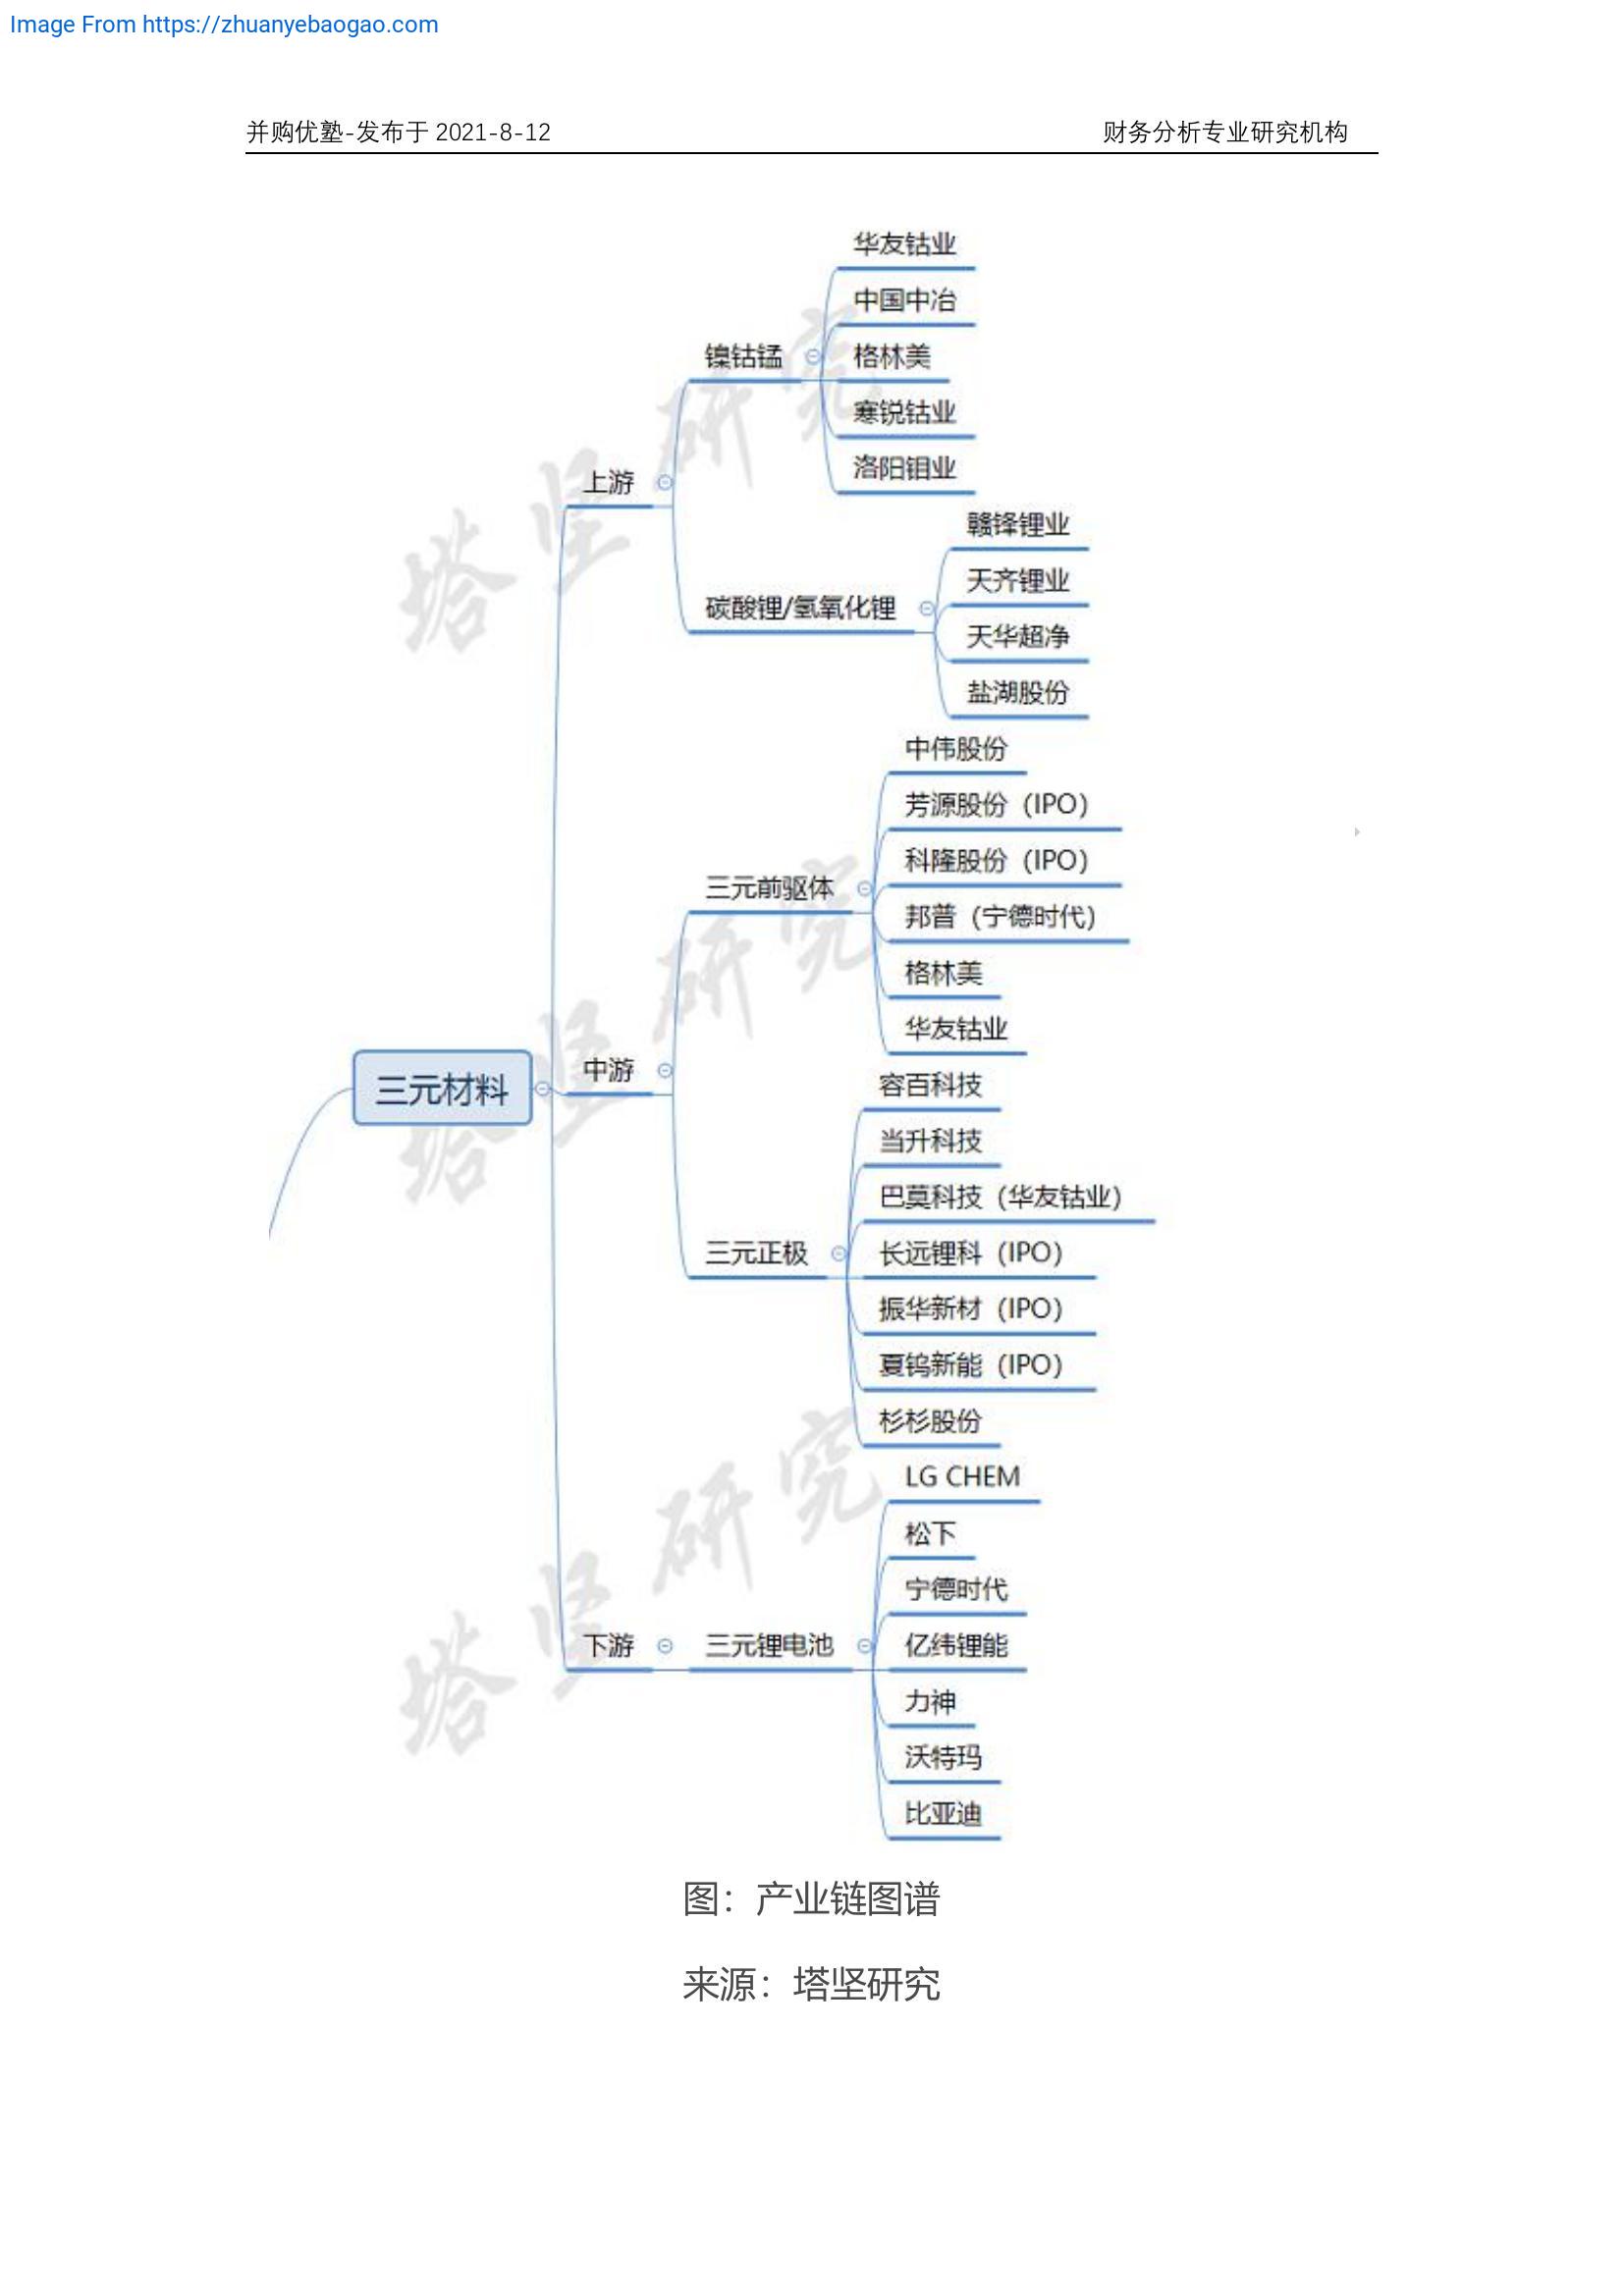 Image From https://zhuanyebaogao.com
并购优塾-发布于 2021-8-12 财务分析专业研究机构
华友钴业
中国中冶
镍钴锰
格林美
寒锐钴业
洛阳钼业
上游
赣锋锂业
天齐锂业
碳酸锂/氢氧化锂
天华超净
盐湖股份
中伟股份
芳源股份（IPO）
科隆股份（IPO）
三元前驱体
邦普（宁德时代）
格林美
华友钴业
三元材料
中游
容百科技
当升科技
巴莫科技（华友钴业）
三元正极
长远锂科（IPO）
振华新材（IPO）
夏钨新能（IPO）
杉杉股份
LG CHEM
松下
宁德时代
下游
三元锂电池
亿纬锂能
力神
沃特玛
比亚迪
塔坚研究
塔坚研究
塔坚研究
图：产业链图谱
来源：塔坚研究